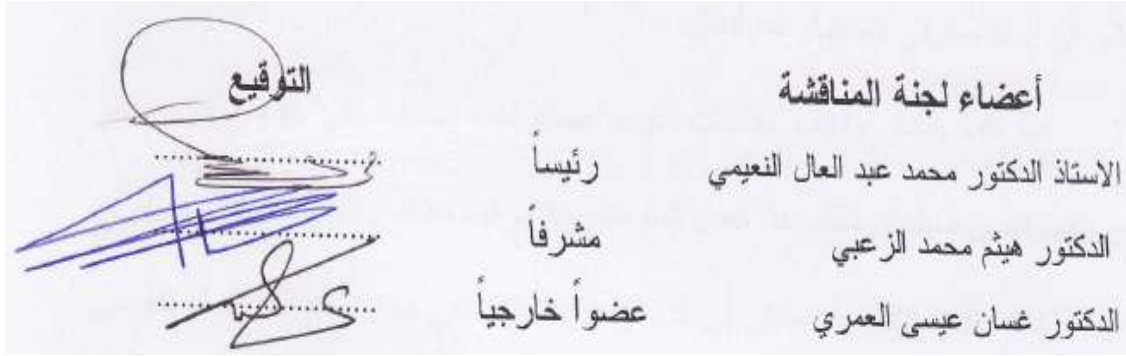 أعضاء لجنة المناقشة التوقيع
الاستاذ الدكتور محمد عبد العال النعيمي رئيساً
الدكتور هيثم محمد الزعبي مشرفاً
الدكتور غسان عيسى العمري عضواً خارجياً